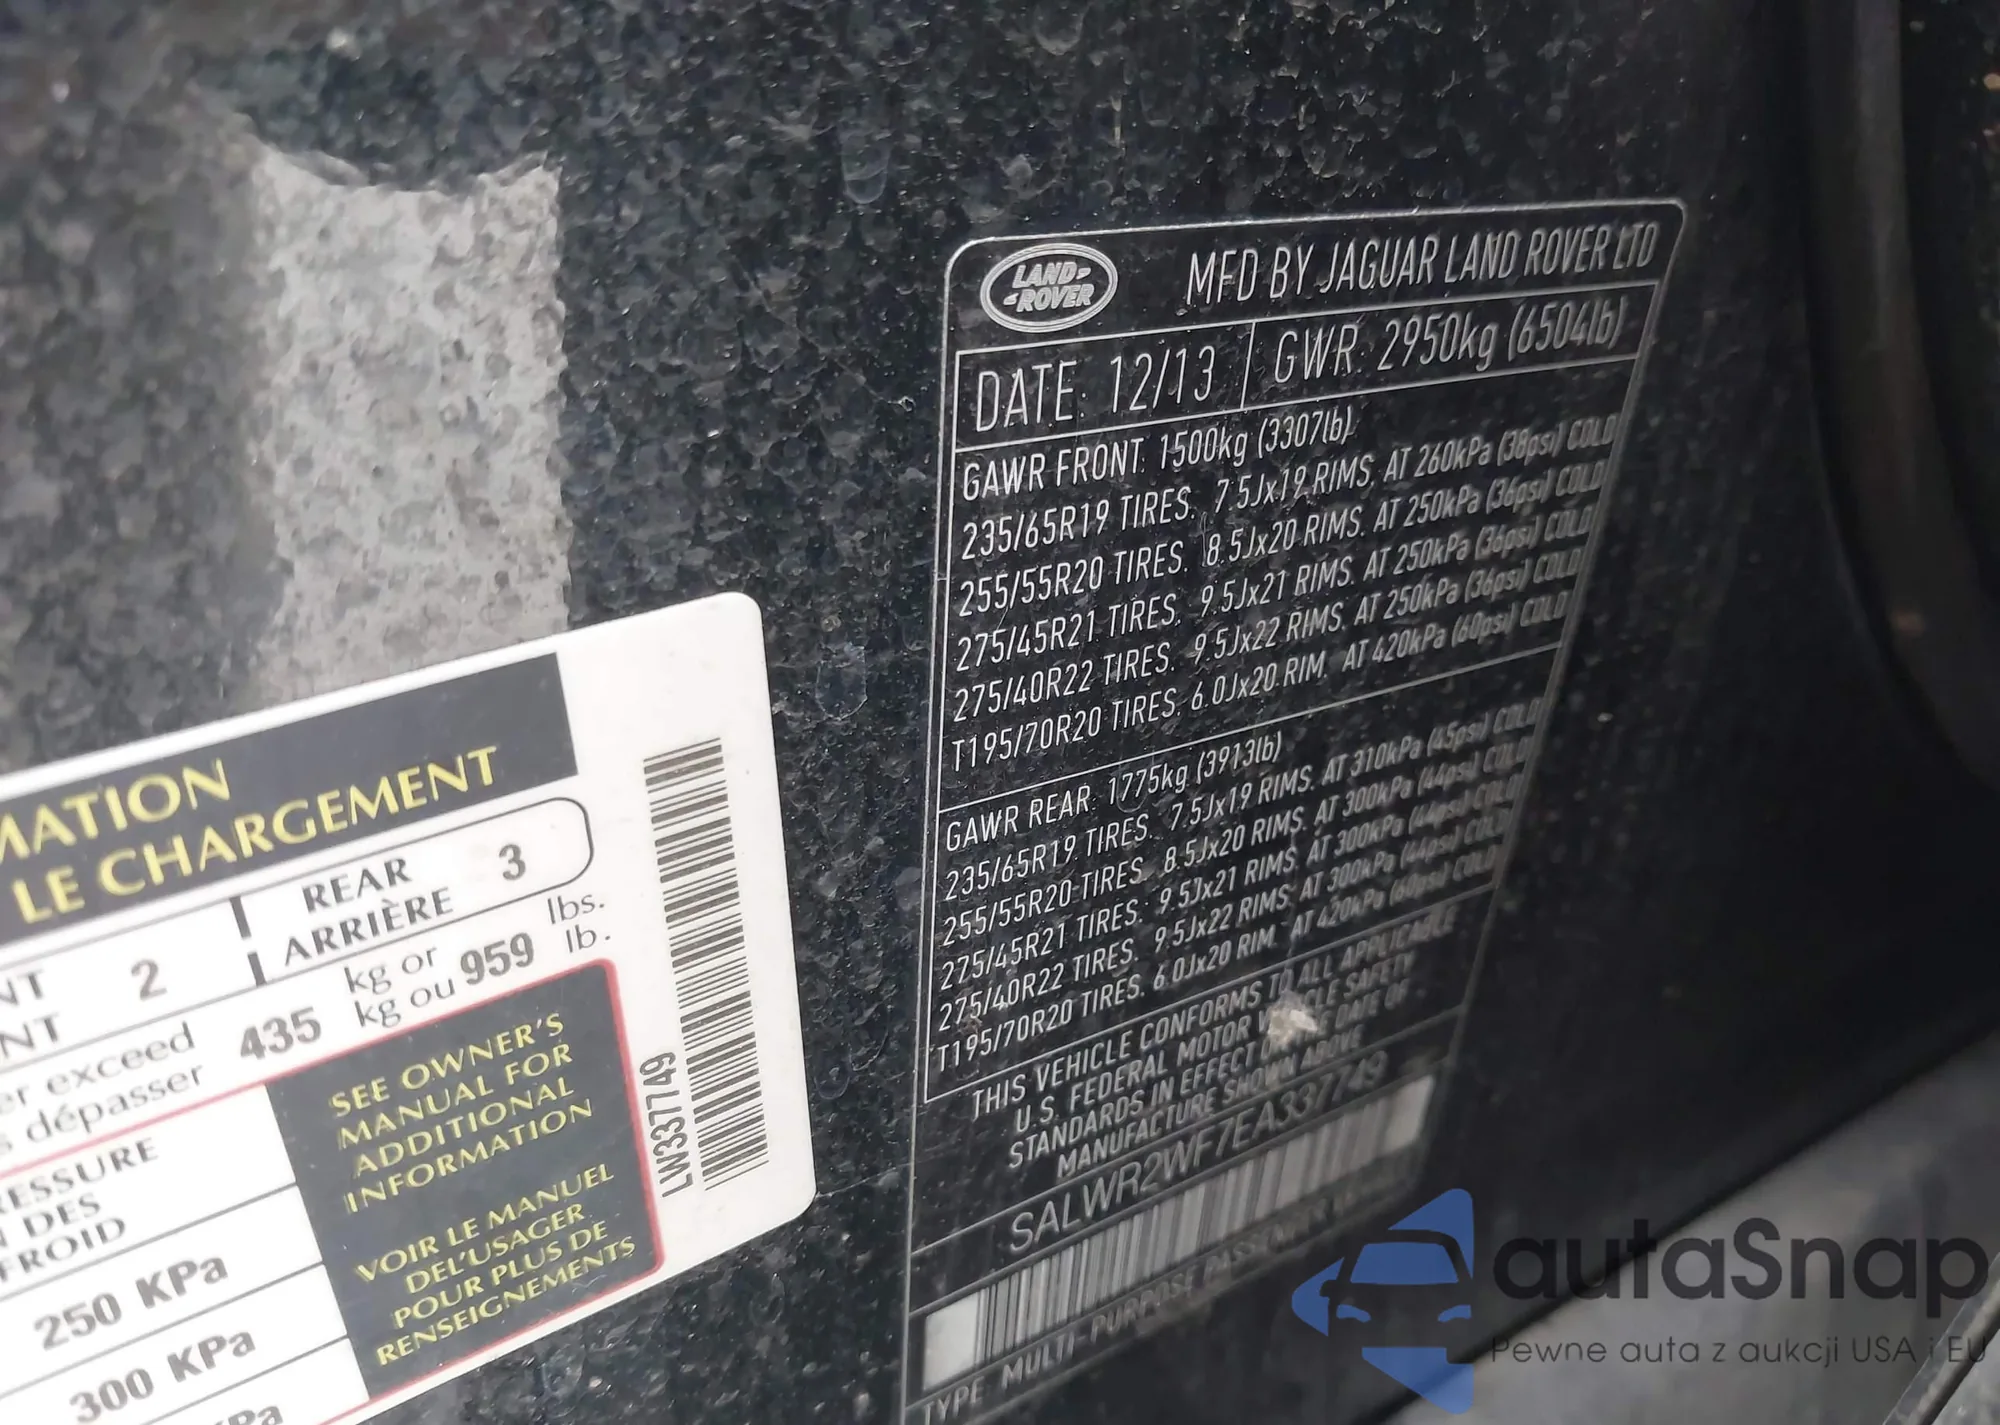 MATION
LE CHARGEMENT
NT 2 REAR 3
NT ARRIÈRE
er exceed 435 kg or 959 lbs.
s dépasser kg ou lb.
RESSURE
N DES
FROID
250 KPa
300 KPa
KPa
SEE OWNER'S
MANUAL FOR
ADDITIONAL
INFORMATION
VOIR LE MANUEL
DEL'USAGER
POUR PLUS DE
RENSEIGNEMENTS
LW337749
LAND-
-ROVER
MFD BY JAGUAR LAND ROVER LTD
DATE: 12/13 GWR: 2950kg (6504lb)
GAWR FRONT: 1500kg (3307lb).
235/65R19 TIRES. 7.5Jx19 RIMS. AT 260kPa (38psi) COLD
255/55R20 TIRES. 8.5Jx20 RIMS. AT 250kPa (36psi) COLD
275/45R21 TIRES. 9.5Jx21 RIMS. AT 250kPa (36psi) COLD
275/40R22 TIRES. 9.5Jx22 RIMS. AT 250kPa (36psi) COLD
T195/70R20 TIRES. 6.0Jx20 RIM. AT 420kPa (60psi) COLD
GAWR REAR: 1775kg (3913lb)
235/65R19 TIRES. 7.5Jx19 RIMS. AT 310kPa (45psi) COLD
255/55R20 TIRES. 8.5Jx20 RIMS. AT 300kPa (44psi) COLD
275/45R21 TIRES. 9.5Jx21 RIMS. AT 300kPa (44psi) COLD
275/40R22 TIRES. 9.5Jx22 RIMS. AT 300kPa (44psi) COLD
T195/70R20 TIRES. 6.0Jx20 RIM. AT 420kPa (60psi) COLD
THIS VEHICLE CONFORMS TO ALL APPLICABLE
U.S. FEDERAL MOTOR VEHICLE SAFETY
STANDARDS IN EFFECT ON THE DATE OF
MANUFACTURE SHOWN ABOVE
SALWR2WF7EA337749
TYPE: MULTI-PURPOSE PASSENGER
autaSnap
Pewne auta z aukcji USA i EU